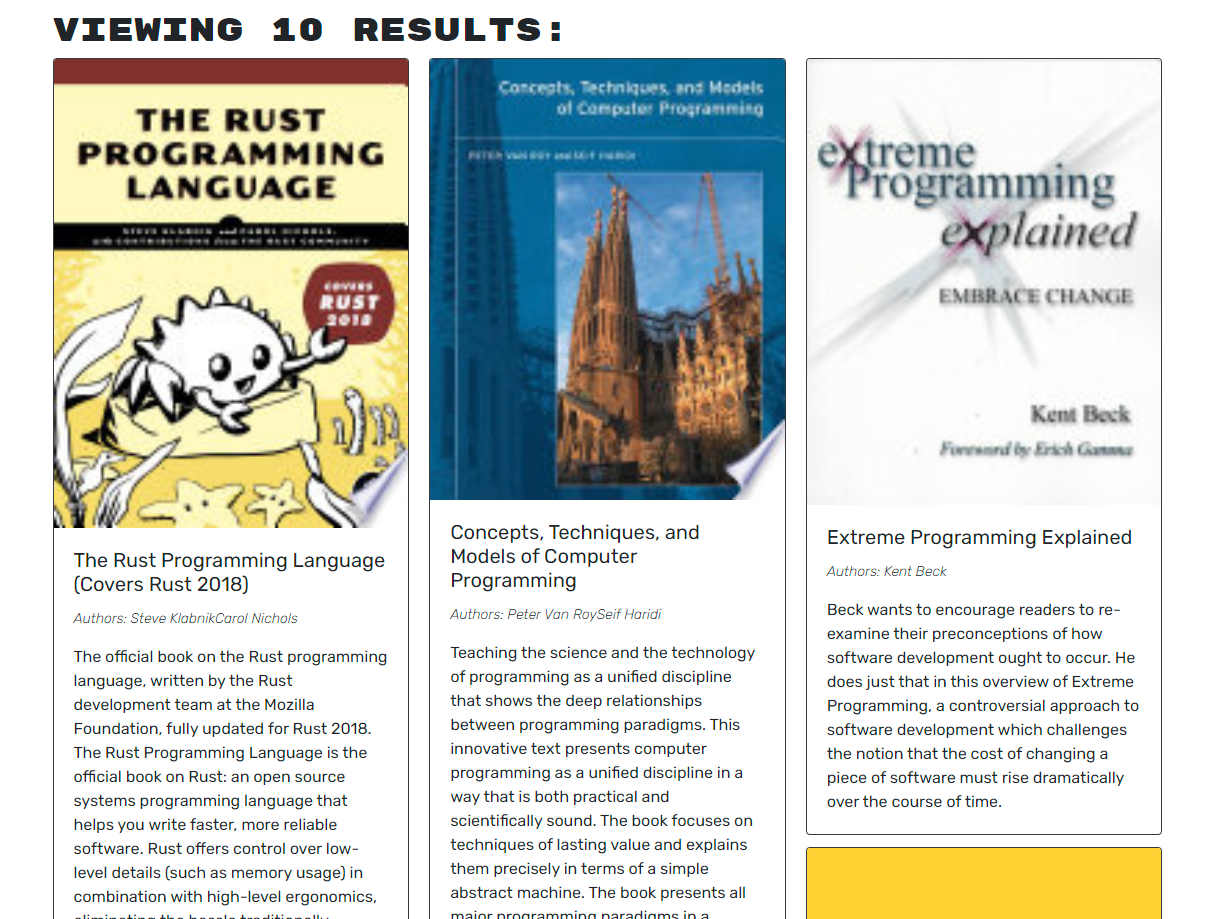 VIEWING 10 RESULTS:
THE RUST
PROGRAMMING
LANGUAGE
STEVE KLABNIK and CAROL NICHOLS,
with CONTRIBUTIONS from THE RUST COMMUNITY
COVERS
RUST
2018
The Rust Programming Language
(Covers Rust 2018)
Authors: Steve KlabnikCarol Nichols
The official book on the Rust programming
language, written by the Rust
development team at the Mozilla
Foundation, fully updated for Rust 2018.
The Rust Programming Language is the
official book on Rust: an open source
systems programming language that
helps you write faster, more reliable
software. Rust offers control over low-
level details (such as memory usage) in
combination with high-level ergonomics,
eliminating the hassle traditionally
Concepts, Techniques, and Models
of Computer Programming
PETER VAN ROY and SEIF HARIDI
Concepts, Techniques, and
Models of Computer
Programming
Authors: Peter Van RoySeif Haridi
Teaching the science and the technology
of programming as a unified discipline
that shows the deep relationships
between programming paradigms. This
innovative text presents computer
programming as a unified discipline in a
way that is both practical and
scientifically sound. The book focuses on
techniques of lasting value and explains
them precisely in terms of a simple
abstract machine. The book presents all
major programming paradigms in a
eXtreme
Programming
eXplained
EMBRACE CHANGE
Kent Beck
Foreword by Erich Gamma
Extreme Programming Explained
Authors: Kent Beck
Beck wants to encourage readers to re-
examine their preconceptions of how
software development ought to occur. He
does just that in this overview of Extreme
Programming, a controversial approach to
software development which challenges
the notion that the cost of changing a
piece of software must rise dramatically
over the course of time.